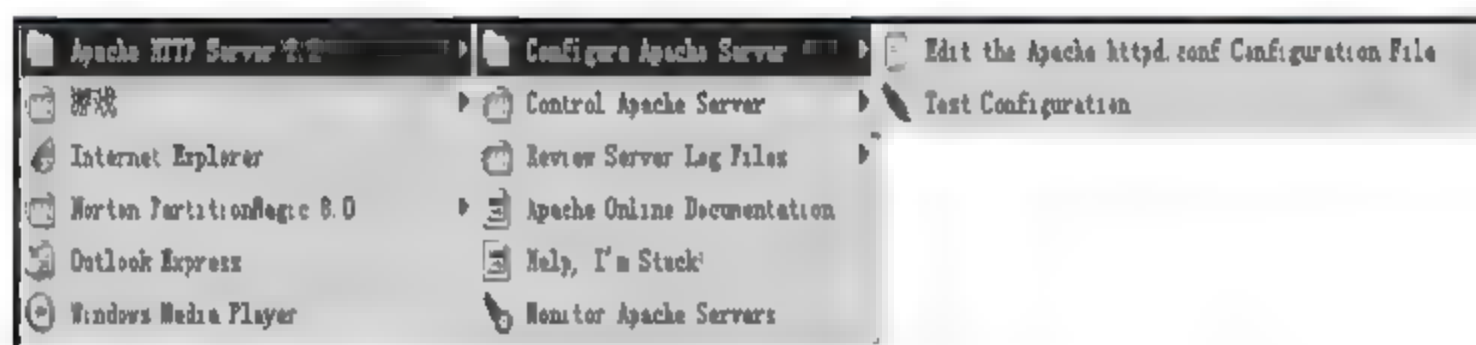 Apache HTTP Server 2.2
游戏
Internet Explorer
Norton PartitionMagic 8.0
Outlook Express
Windows Media Player
Configure Apache Server
Control Apache Server
Review Server Log Files
Apache Online Documentation
Help, I'm Stuck!
Monitor Apache Servers
Edit the Apache httpd.conf Configuration File
Test Configuration